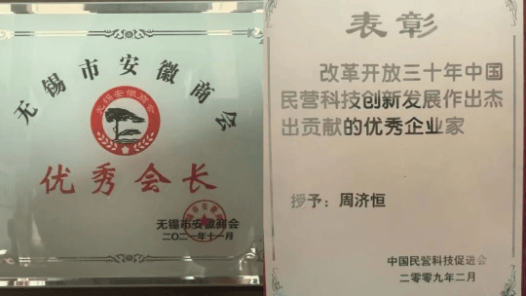 无锡市安徽商会
无锡安徽商会
优秀会长
无锡市安徽商会
二〇二一年十一月
表彰
改革开放三十年中国
民营科技创新发展作出杰
出贡献的优秀企业家
授予：周济恒
中国民营科技促进会
二零零九年二月